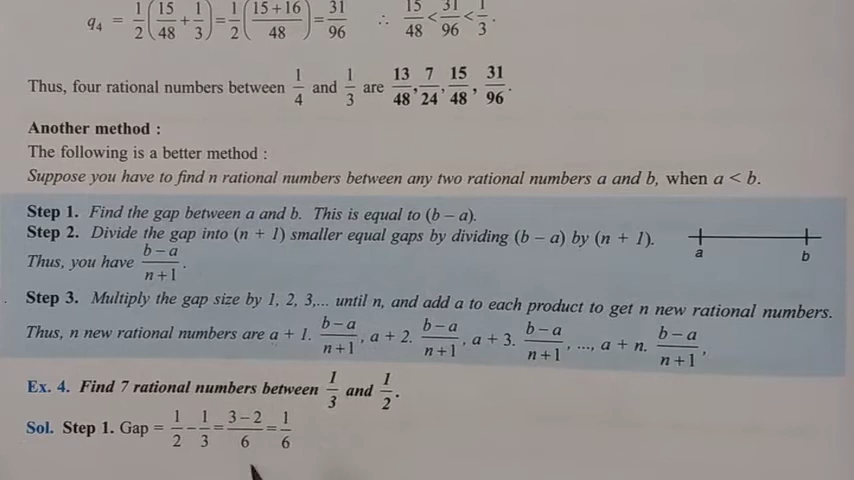 q₄ = 1/2 (15/48 + 1/3) = 1/2 ((15+16)/48) = 31/96 ∴ 15/48 < 31/96 < 1/3.
Thus, four rational numbers between 1/4 and 1/3 are 13/48, 7/24, 15/48, 31/96.
Another method :
The following is a better method :
Suppose you have to find n rational numbers between any two rational numbers a and b, when a < b.
Step 1. Find the gap between a and b. This is equal to (b – a).
Step 2. Divide the gap into (n + 1) smaller equal gaps by dividing (b – a) by (n + 1).
a b
Thus, you have (b – a)/(n+1).
Step 3. Multiply the gap size by 1, 2, 3,... until n, and add a to each product to get n new rational numbers.
Thus, n new rational numbers are a + 1. (b – a)/(n+1), a + 2. (b – a)/(n+1), a + 3. (b – a)/(n+1), ..., a + n. (b – a)/(n+1),
Ex. 4. Find 7 rational numbers between 1/3 and 1/2.
Sol. Step 1. Gap = 1/2 – 1/3 = (3 – 2)/6 = 1/6